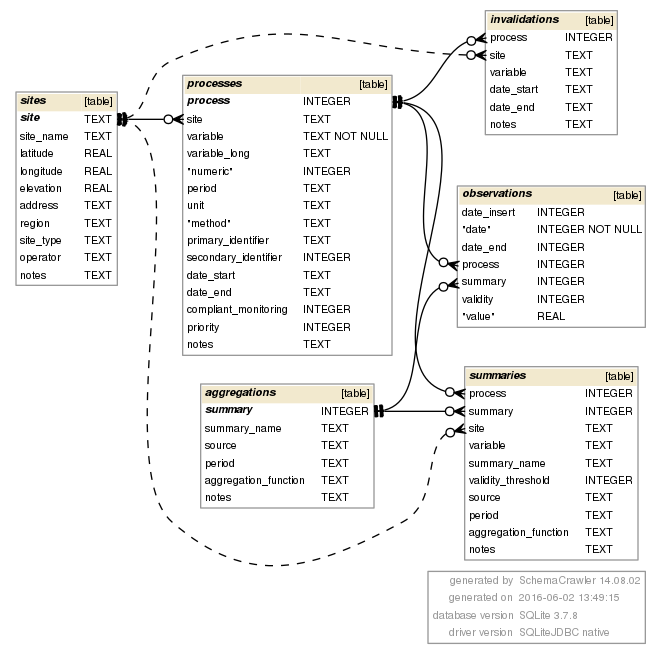 invalidations [table]
process INTEGER
site TEXT
variable TEXT
date_start TEXT
date_end TEXT
notes TEXT
sites [table]
site TEXT
site_name TEXT
latitude REAL
longitude REAL
elevation REAL
address TEXT
region TEXT
site_type TEXT
operator TEXT
notes TEXT
processes [table]
process INTEGER
site TEXT
variable TEXT NOT NULL
variable_long TEXT
"numeric" INTEGER
period TEXT
unit TEXT
"method" TEXT
primary_identifier TEXT
secondary_identifier INTEGER
date_start TEXT
date_end TEXT
compliant_monitoring INTEGER
priority INTEGER
notes TEXT
observations [table]
date_insert INTEGER
"date" INTEGER NOT NULL
date_end INTEGER
process INTEGER
summary INTEGER
validity INTEGER
"value" REAL
aggregations [table]
summary INTEGER
summary_name TEXT
source TEXT
period TEXT
aggregation_function TEXT
notes TEXT
summaries [table]
process INTEGER
summary INTEGER
site TEXT
variable TEXT
summary_name TEXT
validity_threshold INTEGER
source TEXT
period TEXT
aggregation_function TEXT
notes TEXT
generated by SchemaCrawler 14.08.02
generated on 2016-06-02 13:49:15
database version SQLite 3.7.8
driver version SQLiteJDBC native